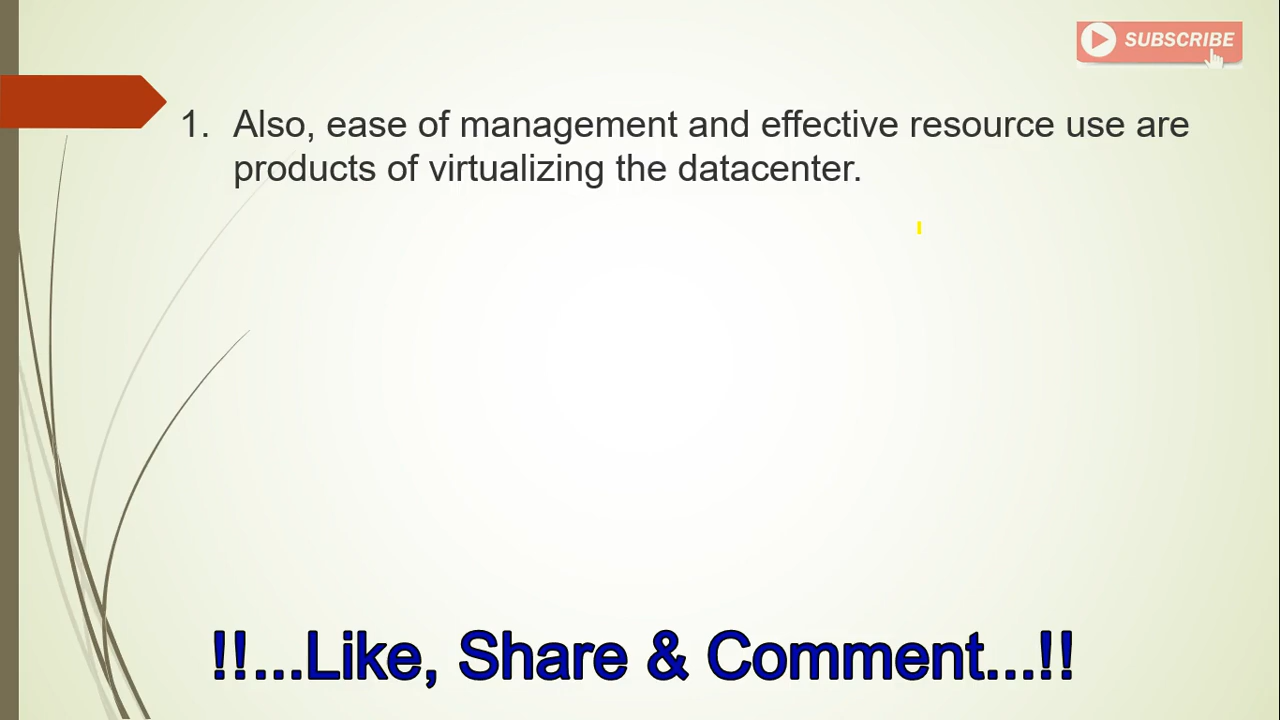 SUBSCRIBE
1. Also, ease of management and effective resource use are
products of virtualizing the datacenter.
!!...Like, Share & Comment...!!